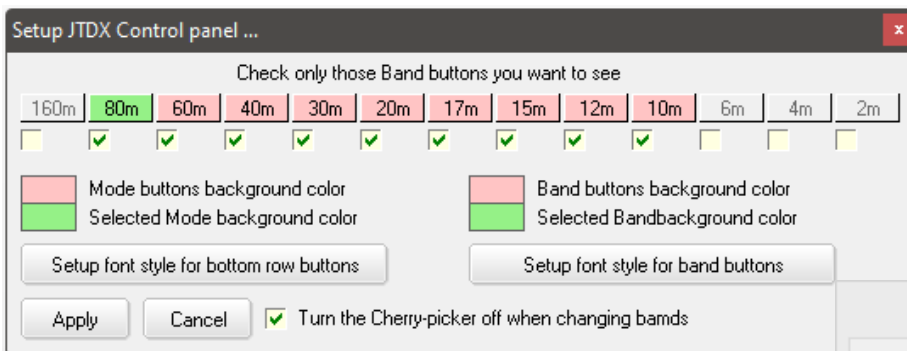 Setup JTDX Control panel ...
x
Check only those Band buttons you want to see
160m 80m 60m 40m 30m 20m 17m 15m 12m 10m 6m 4m 2m
Mode buttons background color Band buttons background color
Selected Mode background color Selected Bandbackground color
Setup font style for bottom row buttons Setup font style for band buttons
Apply Cancel Turn the Cherry-picker off when changing bamds